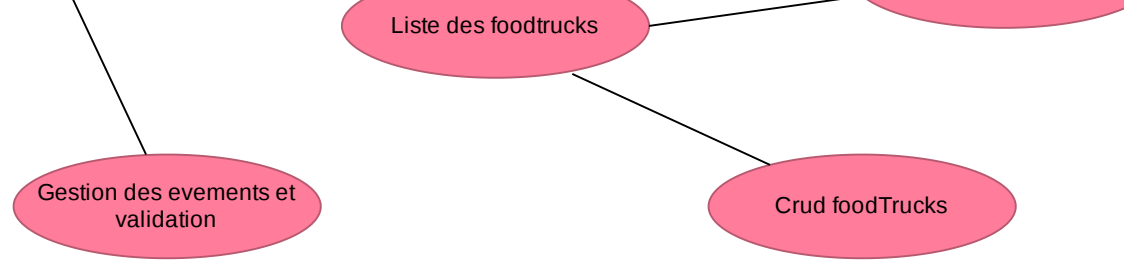 Liste des foodtrucks
Gestion des evements et
validation
Crud foodTrucks